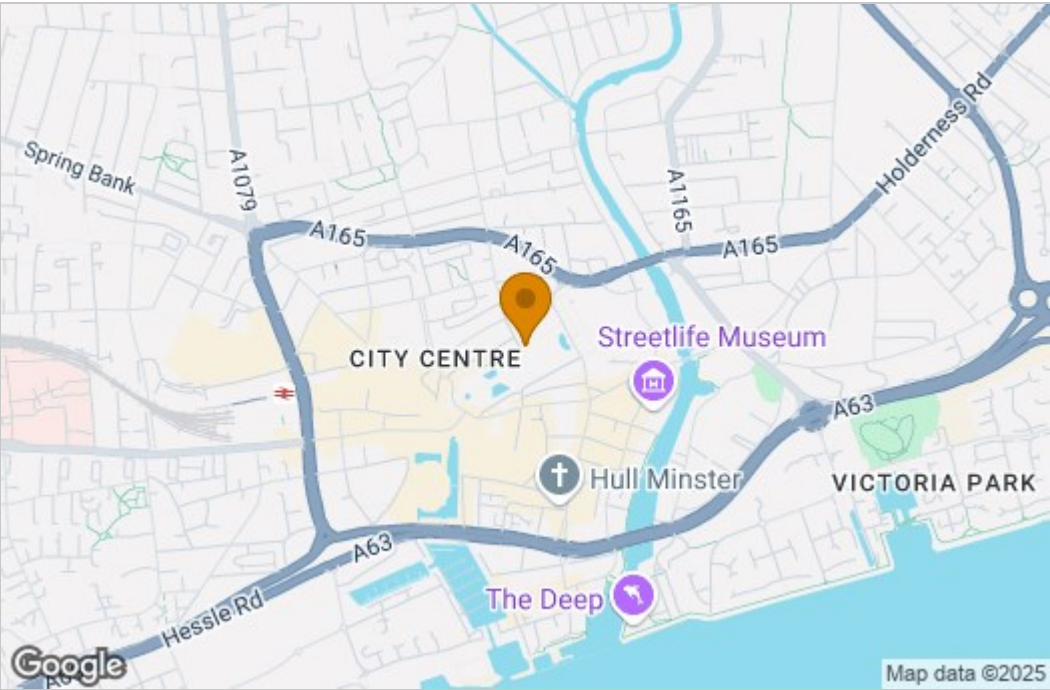 Spring Bank
A1079
A165
A165
A1165
A165
Holderness Rd
Streetlife Museum
CITY CENTRE
A63
Hull Minster
VICTORIA PARK
A63
The Deep
Hessle Rd
Google
Map data ©2025